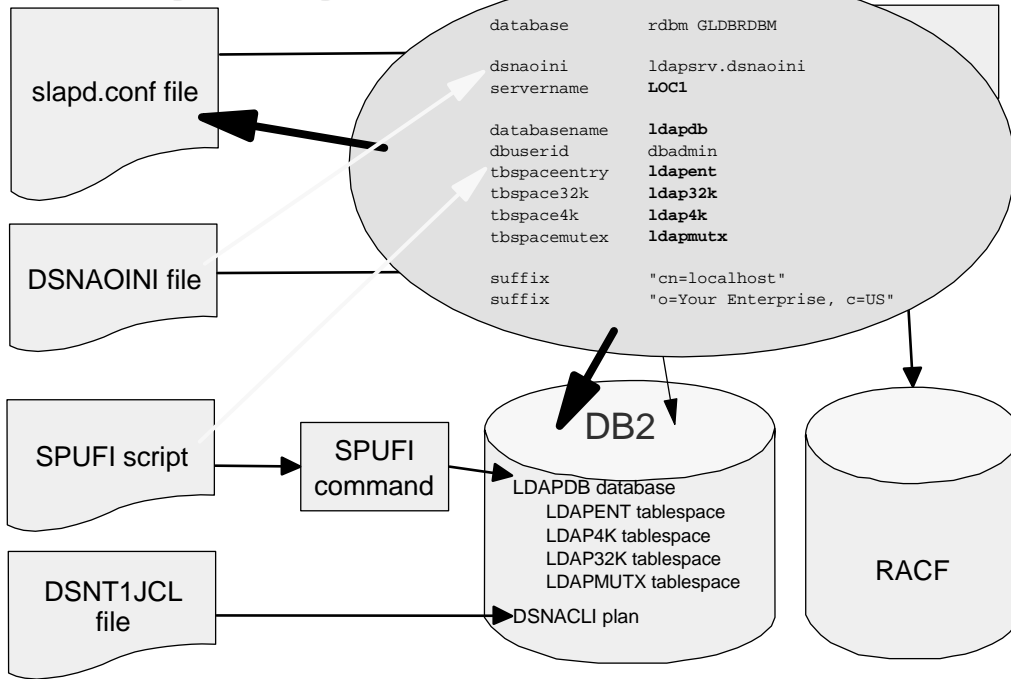 database rdbm GLDBRDBM
dsnaoini ldapsrv.dsnaoini
servername LOC1
databasename ldapdb
dbuserid dbadmin
tbspaceentry ldapent
tbspace32k ldap32k
tbspace4k ldap4k
tbspacemutex ldapmutx
suffix "cn=localhost"
suffix "o=Your Enterprise, c=US"
slapd.conf file
DSNAOINI file
SPUFI script
SPUFI
command
DSNT1JCL
file
DB2
LDAPDB database
LDAPENT tablespace
LDAP4K tablespace
LDAP32K tablespace
LDAPMUTX tablespace
DSNACLI plan
RACF